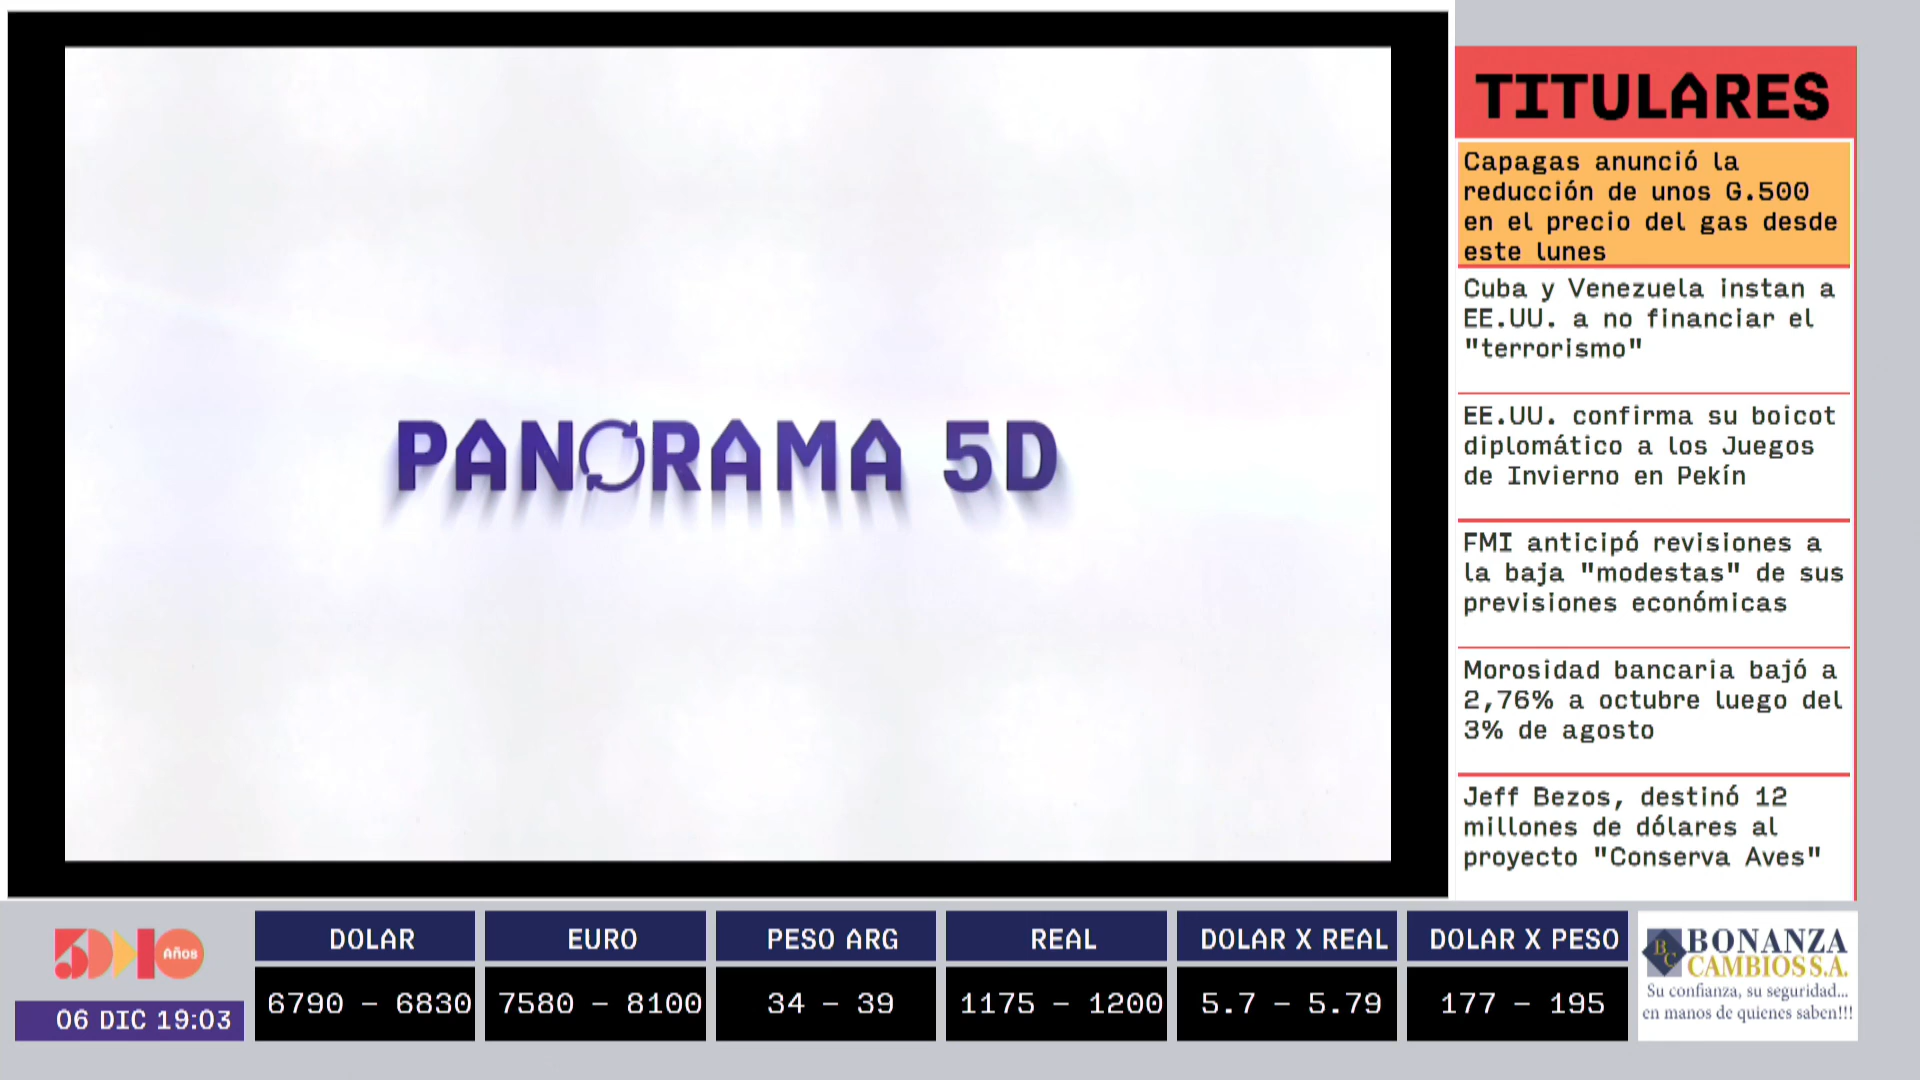 PANORAMA 5D
TITULARES
Capagas anunció la
reducción de unos G.500
en el precio del gas desde
este lunes
Cuba y Venezuela instan a
EE.UU. a no financiar el
"terrorismo"
EE.UU. confirma su boicot
diplomático a los Juegos
de Invierno en Pekín
FMI anticipó revisiones a
la baja "modestas" de sus
previsiones económicas
Morosidad bancaria bajó a
2,76% a octubre luego del
3% de agosto
Jeff Bezos, destinó 12
millones de dólares al
proyecto "Conserva Aves"
5D 10 Años
06 DIC 19:03
DOLAR
6790 - 6830
EURO
7580 - 8100
PESO ARG
34 - 39
REAL
1175 - 1200
DOLAR X REAL
5.7 - 5.79
DOLAR X PESO
177 - 195
BC BONANZA
CAMBIOS S.A.
Su confianza, su seguridad...
en manos de quienes saben!!!